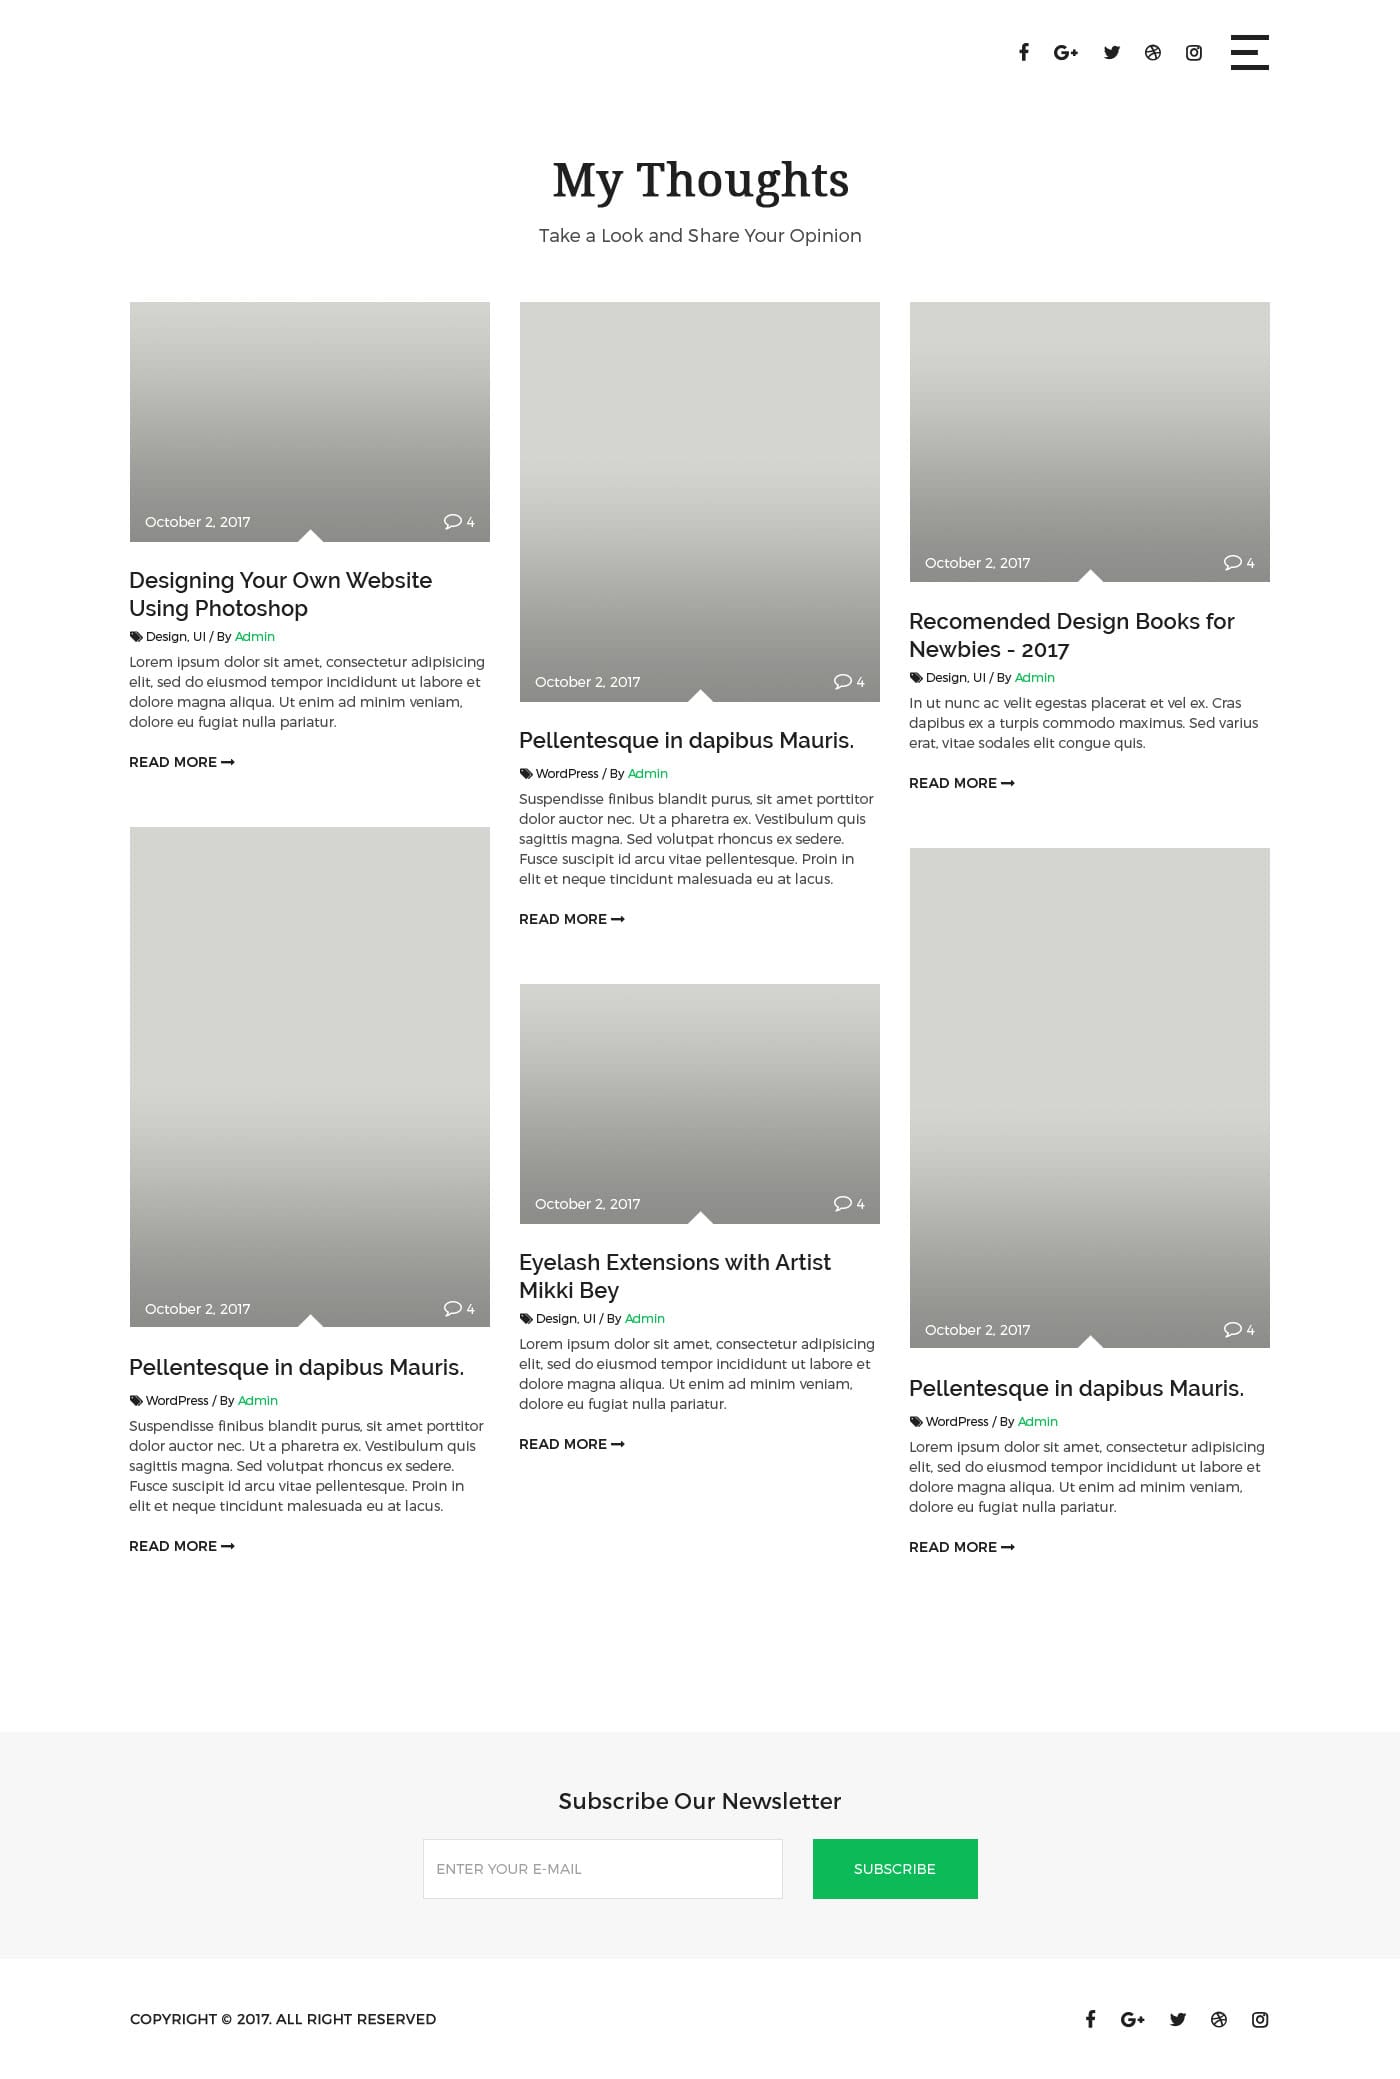 My Thoughts
Take a Look and Share Your Opinion
October 2, 2017 4
Designing Your Own Website
Using Photoshop
Design, UI / By Admin
Lorem ipsum dolor sit amet, consectetur adipisicing
elit, sed do eiusmod tempor incididunt ut labore et
dolore magna aliqua. Ut enim ad minim veniam,
dolore eu fugiat nulla pariatur.
READ MORE
October 2, 2017 4
Pellentesque in dapibus Mauris.
WordPress / By Admin
Suspendisse finibus blandit purus, sit amet porttitor
dolor auctor nec. Ut a pharetra ex. Vestibulum quis
sagittis magna. Sed volutpat rhoncus ex sedere.
Fusce suscipit id arcu vitae pellentesque. Proin in
elit et neque tincidunt malesuada eu at lacus.
READ MORE
October 2, 2017 4
Pellentesque in dapibus Mauris.
WordPress / By Admin
Suspendisse finibus blandit purus, sit amet porttitor
dolor auctor nec. Ut a pharetra ex. Vestibulum quis
sagittis magna. Sed volutpat rhoncus ex sedere.
Fusce suscipit id arcu vitae pellentesque. Proin in
elit et neque tincidunt malesuada eu at lacus.
READ MORE
October 2, 2017 4
Eyelash Extensions with Artist
Mikki Bey
Design, UI / By Admin
Lorem ipsum dolor sit amet, consectetur adipisicing
elit, sed do eiusmod tempor incididunt ut labore et
dolore magna aliqua. Ut enim ad minim veniam,
dolore eu fugiat nulla pariatur.
READ MORE
October 2, 2017 4
Recomended Design Books for
Newbies - 2017
Design, UI / By Admin
In ut nunc ac velit egestas placerat et vel ex. Cras
dapibus ex a turpis commodo maximus. Sed varius
erat, vitae sodales elit congue quis.
READ MORE
October 2, 2017 4
Pellentesque in dapibus Mauris.
WordPress / By Admin
Lorem ipsum dolor sit amet, consectetur adipisicing
elit, sed do eiusmod tempor incididunt ut labore et
dolore magna aliqua. Ut enim ad minim veniam,
dolore eu fugiat nulla pariatur.
READ MORE
Subscribe Our Newsletter
ENTER YOUR E-MAIL
SUBSCRIBE
COPYRIGHT © 2017. ALL RIGHT RESERVED